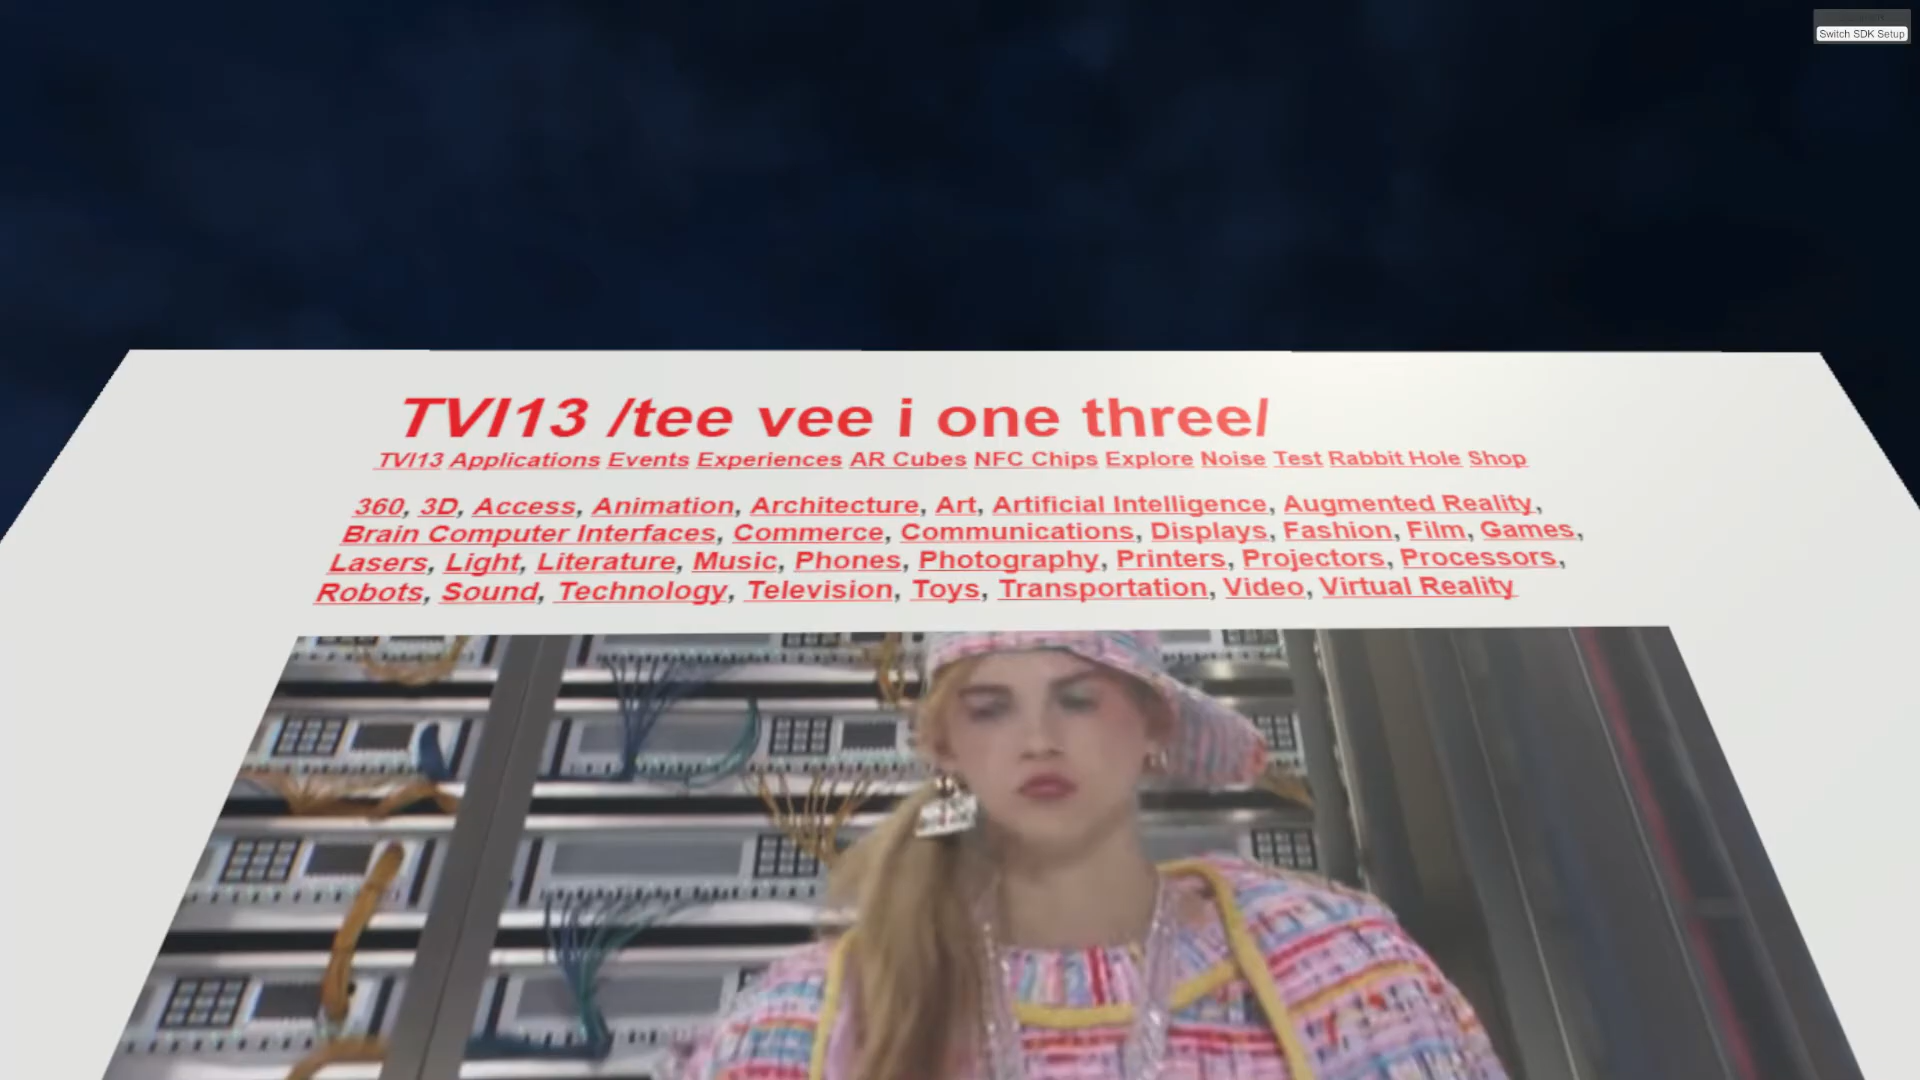 Switch SDK Setup
TVI13 /tee vee i one three/
TVI13 Applications Events Experiences AR Cubes NFC Chips Explore Noise Test Rabbit Hole Shop
360, 3D, Access, Animation, Architecture, Art, Artificial Intelligence, Augmented Reality,
Brain Computer Interfaces, Commerce, Communications, Displays, Fashion, Film, Games,
Lasers, Light, Literature, Music, Phones, Photography, Printers, Projectors, Processors,
Robots, Sound, Technology, Television, Toys, Transportation, Video, Virtual Reality